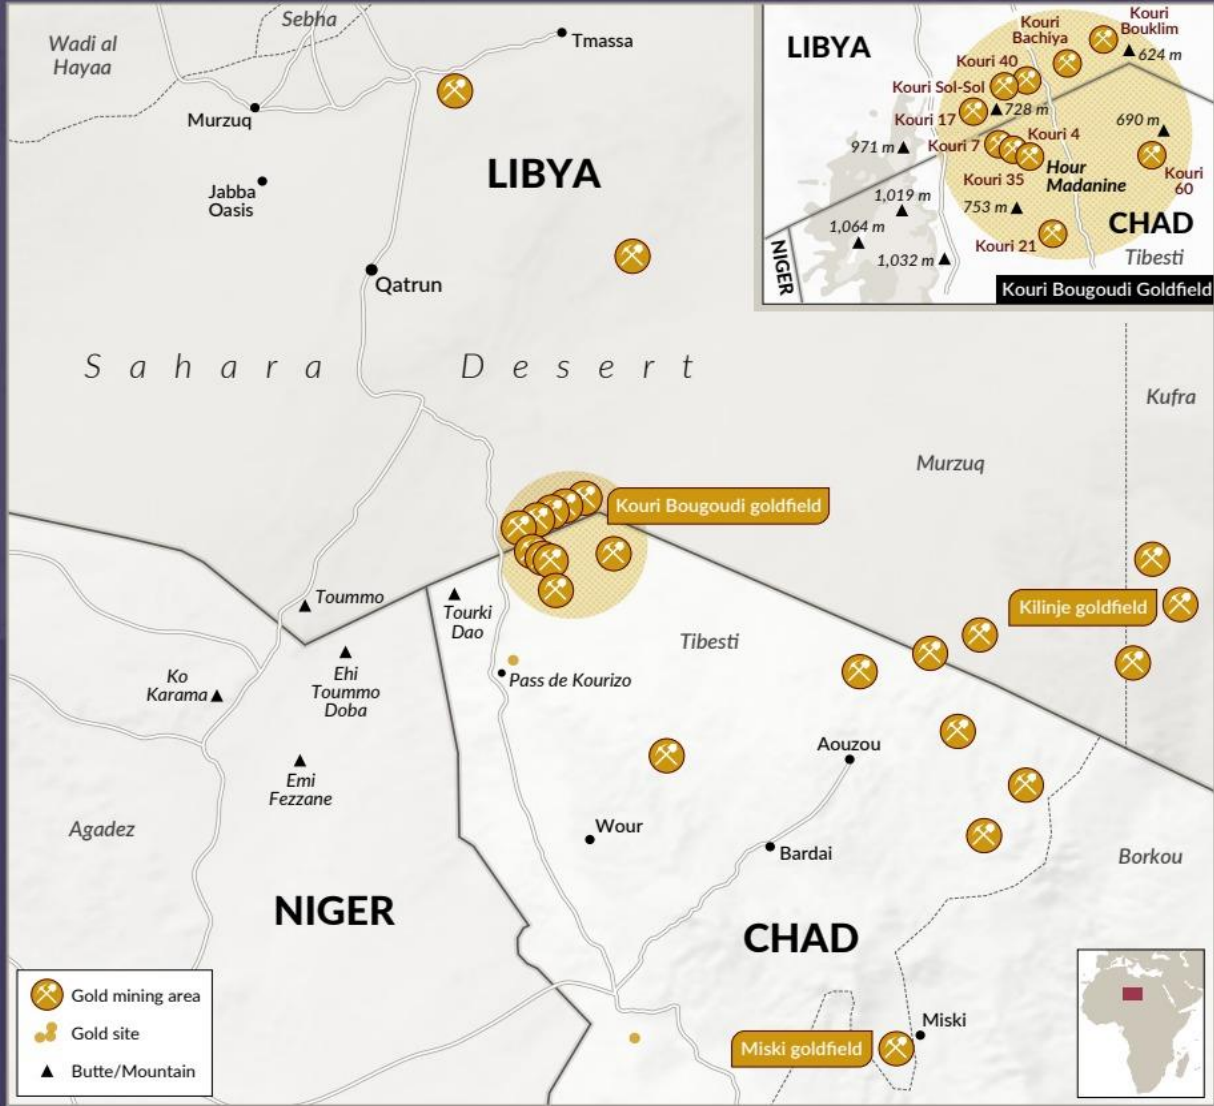 Sebha
Wadi al
Hayaa
Tmassa
Murzuq
Jabba
Oasis
LIBYA
Qatrun
Sahara Desert
Kufra
Murzuq
Kouri Bougoudi goldfield
Kilinje goldfield
Toummo
Tourki
Dao
Tibesti
Ehi
Toummo
Doba
Ko
Karama
Pass de Kourizo
Emi
Fezzane
Aouzou
Agadez
Wour
Bardai
Borkou
NIGER
CHAD
Miski
Miski goldfield
Gold mining area
Gold site
Butte/Mountain
LIBYA
Kouri
Bachiya
Kouri
Bouklim
624 m
Kouri 40
Kouri Sol-Sol
728 m
Kouri 17
690 m
971 m
Kouri 7
Kouri 4
Kouri 35
Hour
Madanine
Kouri
60
1,019 m
753 m
1,064 m
CHAD
Kouri 21
1,032 m
Tibesti
NIGER
Kouri Bougoudi Goldfield